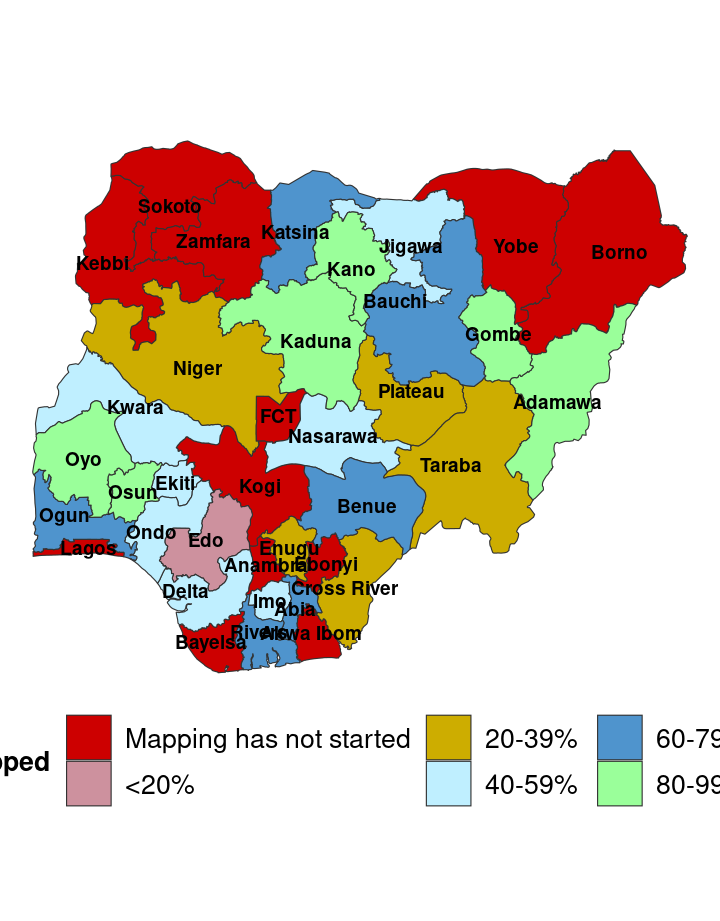 Sokoto
Katsina
Zamfara
Jigawa
Yobe
Borno
Kebbi
Kano
Bauchi
Gombe
Kaduna
Niger
Plateau
Adamawa
Kwara
FCT
Nasarawa
Oyo
Taraba
Ekiti
Osun
Kogi
Ogun
Benue
Ondo
Edo
Lagos
Enugu
Anambra
Ebonyi
Delta
Cross River
Imo
Abia
Rivers
Akwa Ibom
Bayelsa
pped
Mapping has not started
20-39%
60-79
<20%
40-59%
80-99